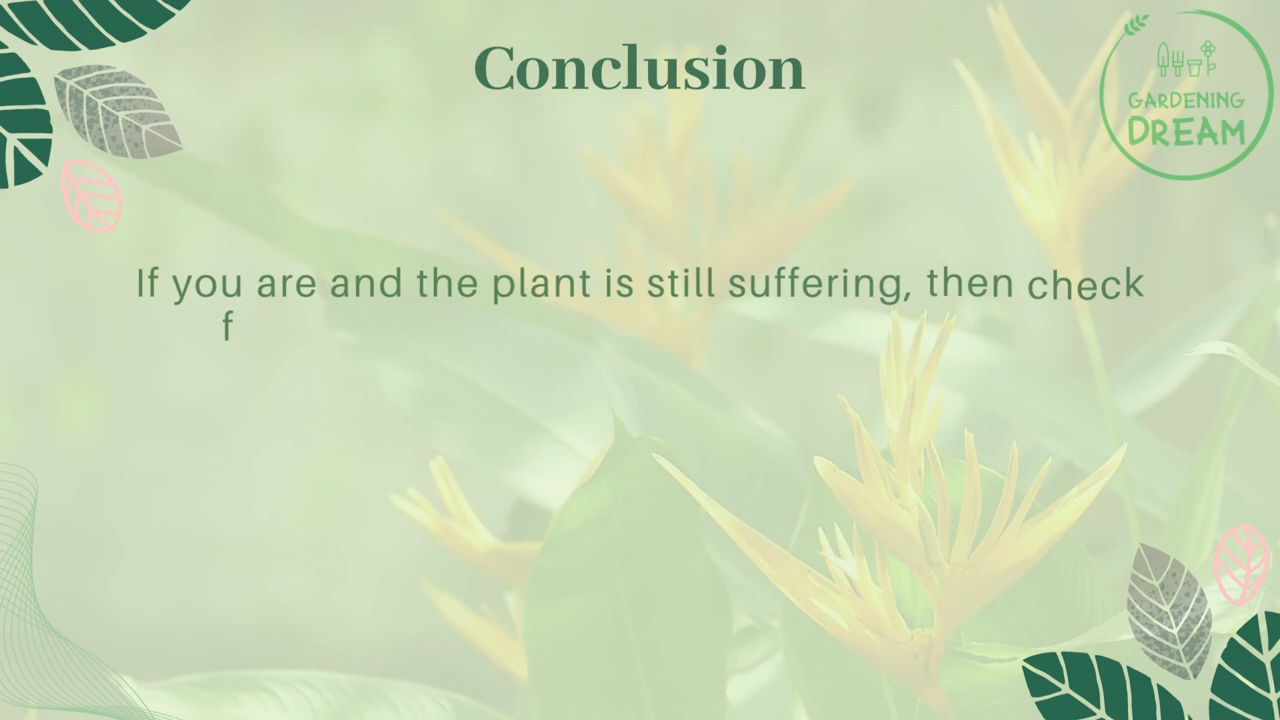 Conclusion
GARDENING
DREAM
If you are and the plant is still suffering, then check
f